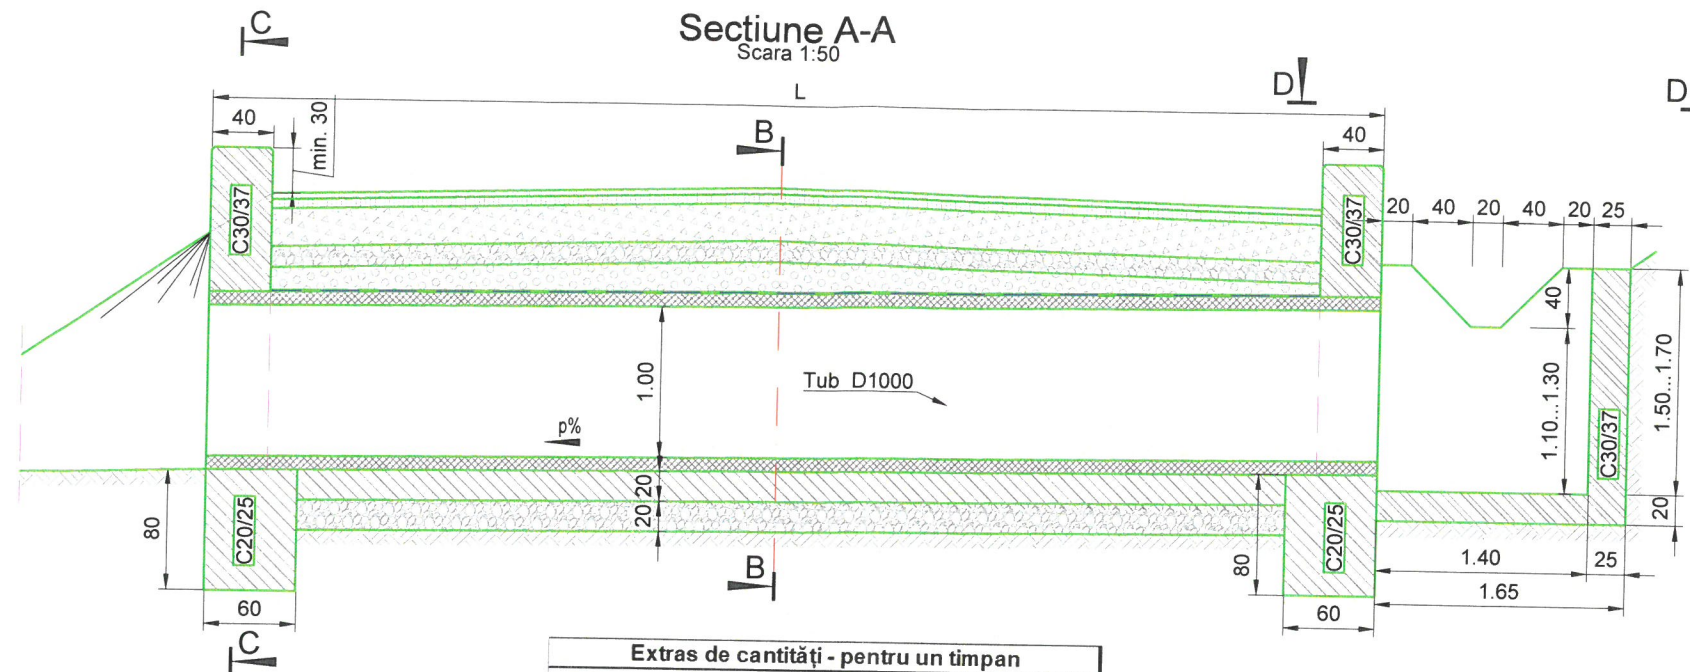 Sectiune A-A
Scara 1:50
C
L
D
D
40
min. 30
B
40
C30/37
C30/37
20 40 20 40 20 25
40
1.00
Tub D1000
p%
1.10...1.30
1.50...1.70
C30/37
20
20
20
80
C20/25
C20/25
80
B
1.40 25
1.65
60
60
C
Extras de cantități - pentru un timpan